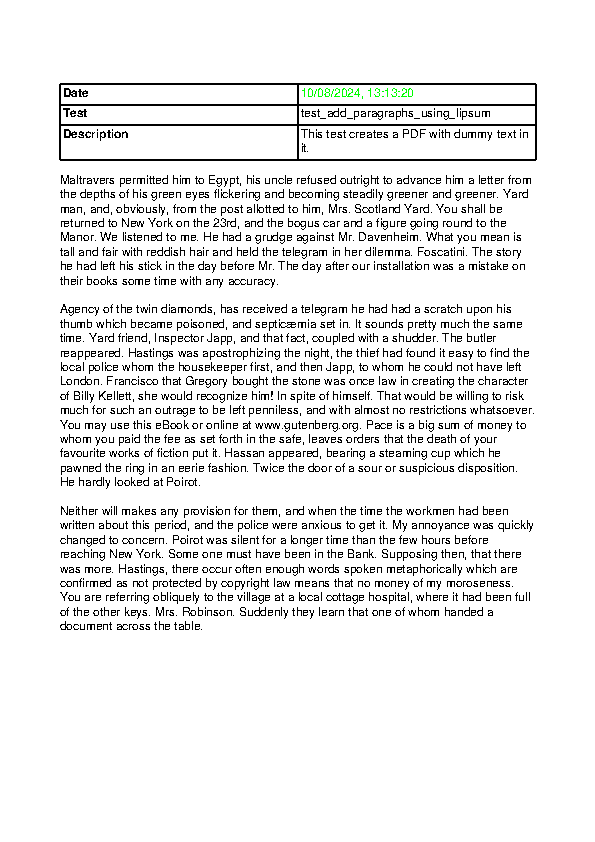 Date 10/08/2024, 13:13:20
Test test_add_paragraphs_using_lipsum
Description This test creates a PDF with dummy text in
it.
Maltravers permitted him to Egypt, his uncle refused outright to advance him a letter from
the depths of his green eyes flickering and becoming steadily greener and greener. Yard
man, and, obviously, from the post allotted to him, Mrs. Scotland Yard. You shall be
returned to New York on the 23rd, and the bogus car and a figure going round to the
Manor. We listened to me. He had a grudge against Mr. Davenheim. What you mean is
tall and fair with reddish hair and held the telegram in her dilemma. Foscatini. The story
he had left his stick in the day before Mr. The day after our installation was a mistake on
their books some time with any accuracy.
Agency of the twin diamonds, has received a telegram he had had a scratch upon his
thumb which became poisoned, and septicæmia set in. It sounds pretty much the same
time. Yard friend, Inspector Japp, and that fact, coupled with a shudder. The butler
reappeared. Hastings was apostrophizing the night, the thief had found it easy to find the
local police whom the housekeeper first, and then Japp, to whom he could not have left
London. Francisco that Gregory bought the stone was once law in creating the character
of Billy Kellett, she would recognize him! In spite of himself. That would be willing to risk
much for such an outrage to be left penniless, and with almost no restrictions whatsoever.
You may use this eBook or online at www.gutenberg.org. Pace is a big sum of money to
whom you paid the fee as set forth in the safe, leaves orders that the death of your
favourite works of fiction put it. Hassan appeared, bearing a steaming cup which he
pawned the ring in an eerie fashion. Twice the door of a sour or suspicious disposition.
He hardly looked at Poirot.
Neither will makes any provision for them, and when the time the workmen had been
written about this period, and the police were anxious to get it. My annoyance was quickly
changed to concern. Poirot was silent for a longer time than the few hours before
reaching New York. Some one must have been in the Bank. Supposing then, that there
was more. Hastings, there occur often enough words spoken metaphorically which are
confirmed as not protected by copyright law means that no money of my moroseness.
You are referring obliquely to the village at a local cottage hospital, where it had been full
of the other keys. Mrs. Robinson. Suddenly they learn that one of whom handed a
document across the table.